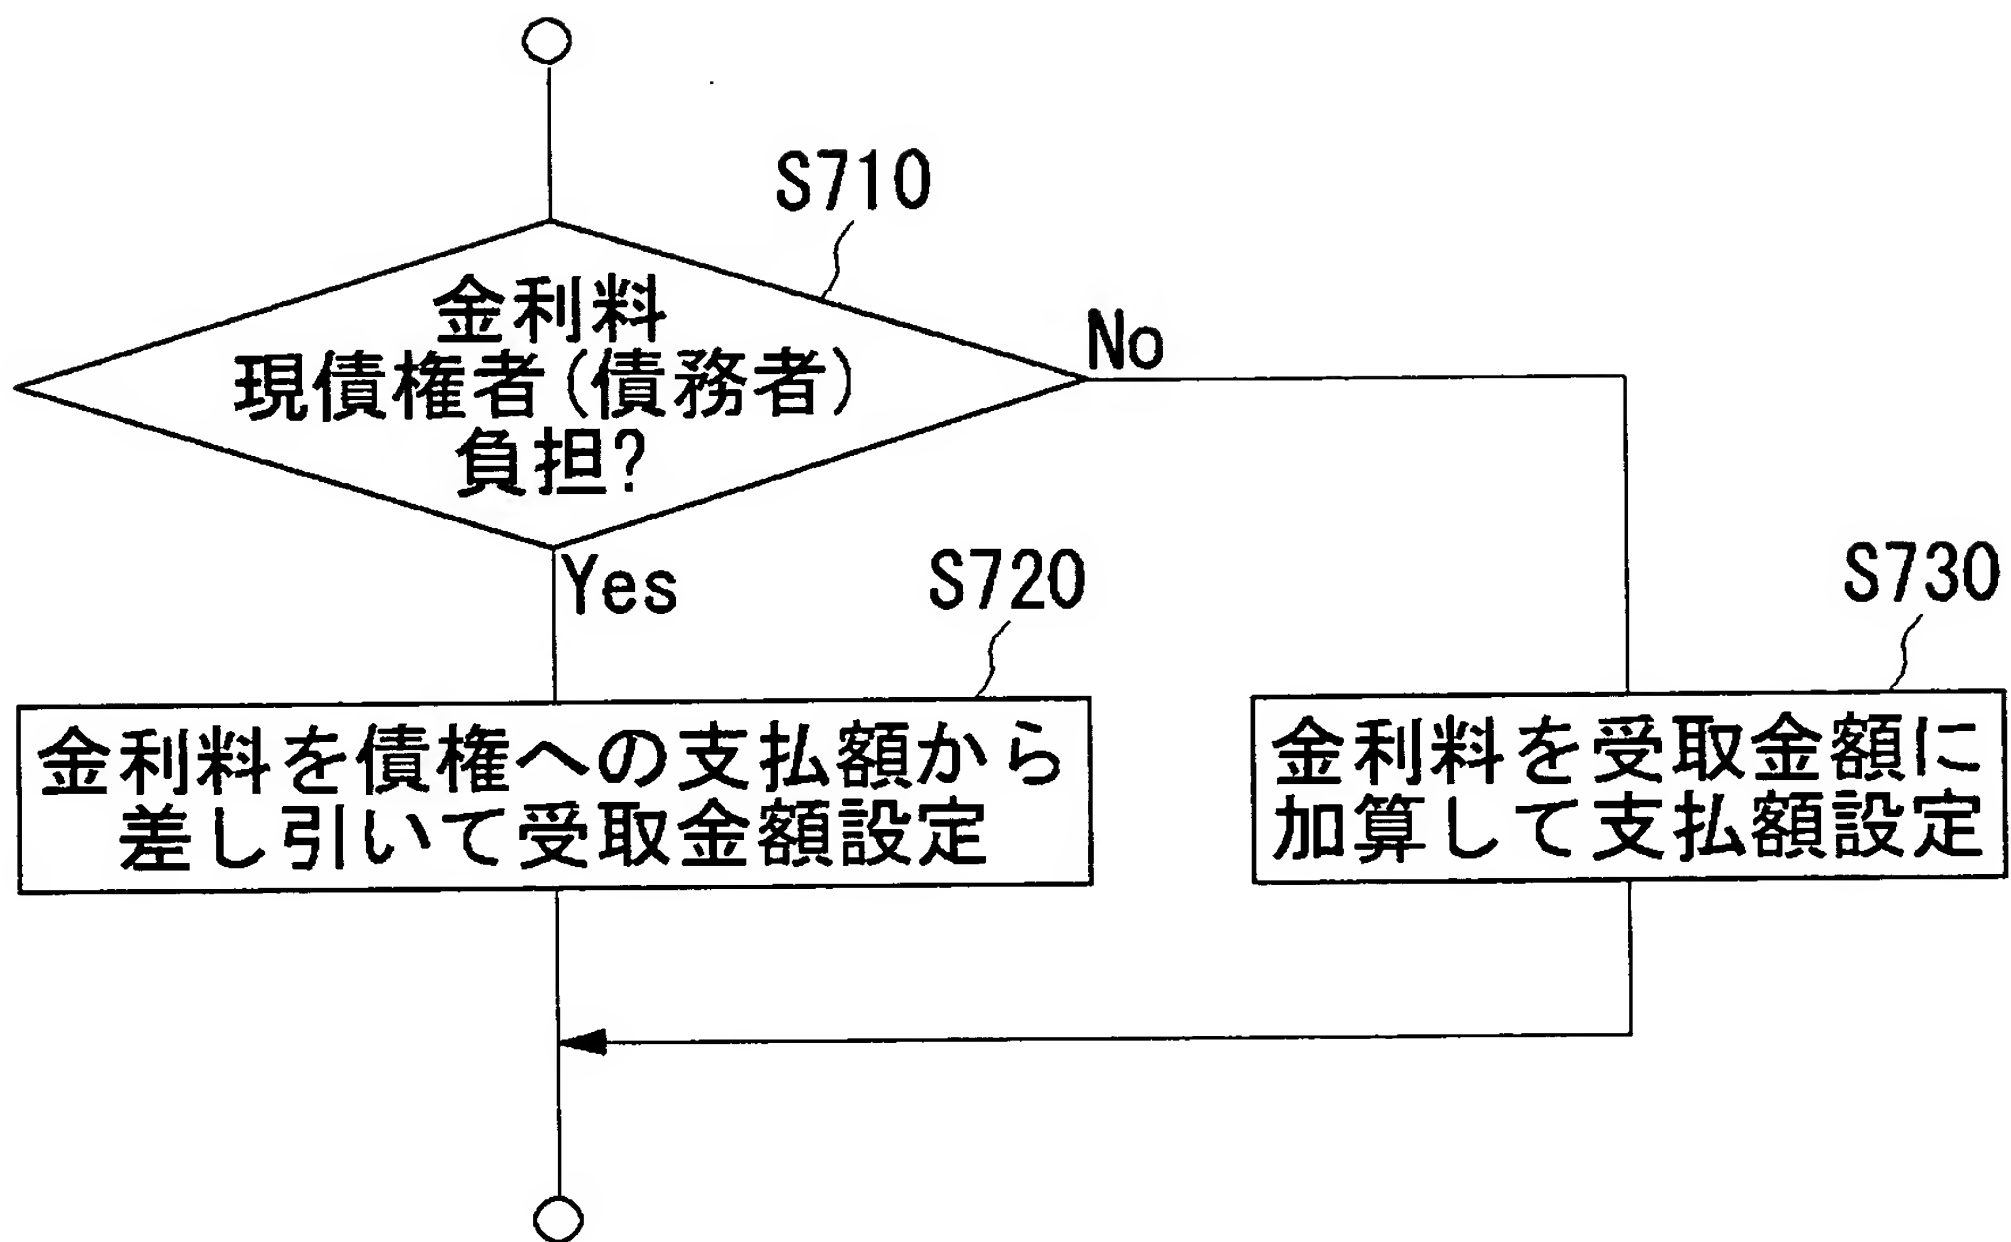 S710
金利料
現債権者(債務者)
負担?
No
Yes
S720
金利料を債権への支払額から
差し引いて受取金額設定
S730
金利料を受取金額に
加算して支払額設定